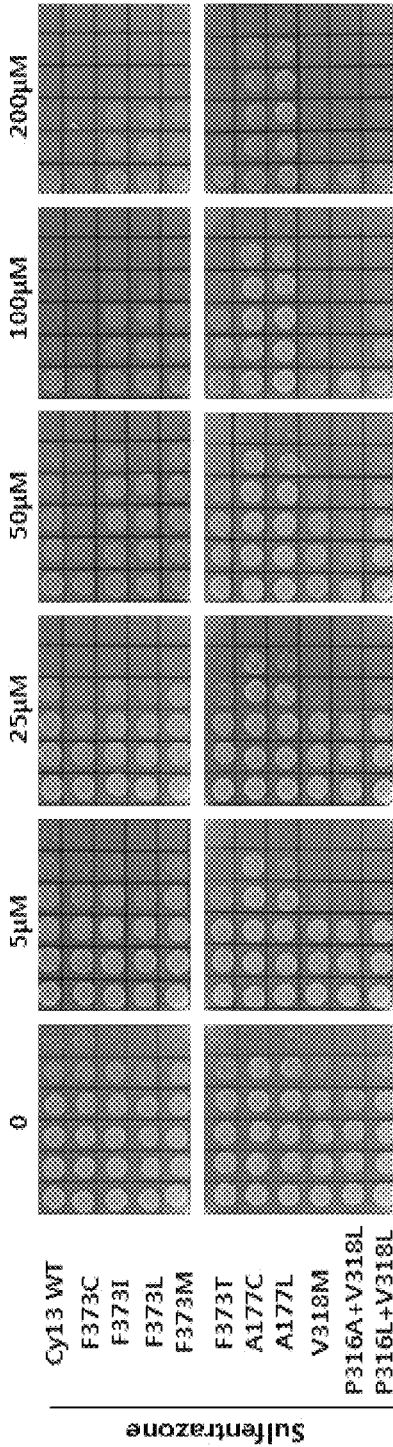 0 5μM 25μM 50μM 100μM 200μM
Sulfentrazone
Cy13 WT
F373C
F373I
F373L
F373M
F373T
A177C
A177L
V318M
P316A+V318L
P316L+V318L